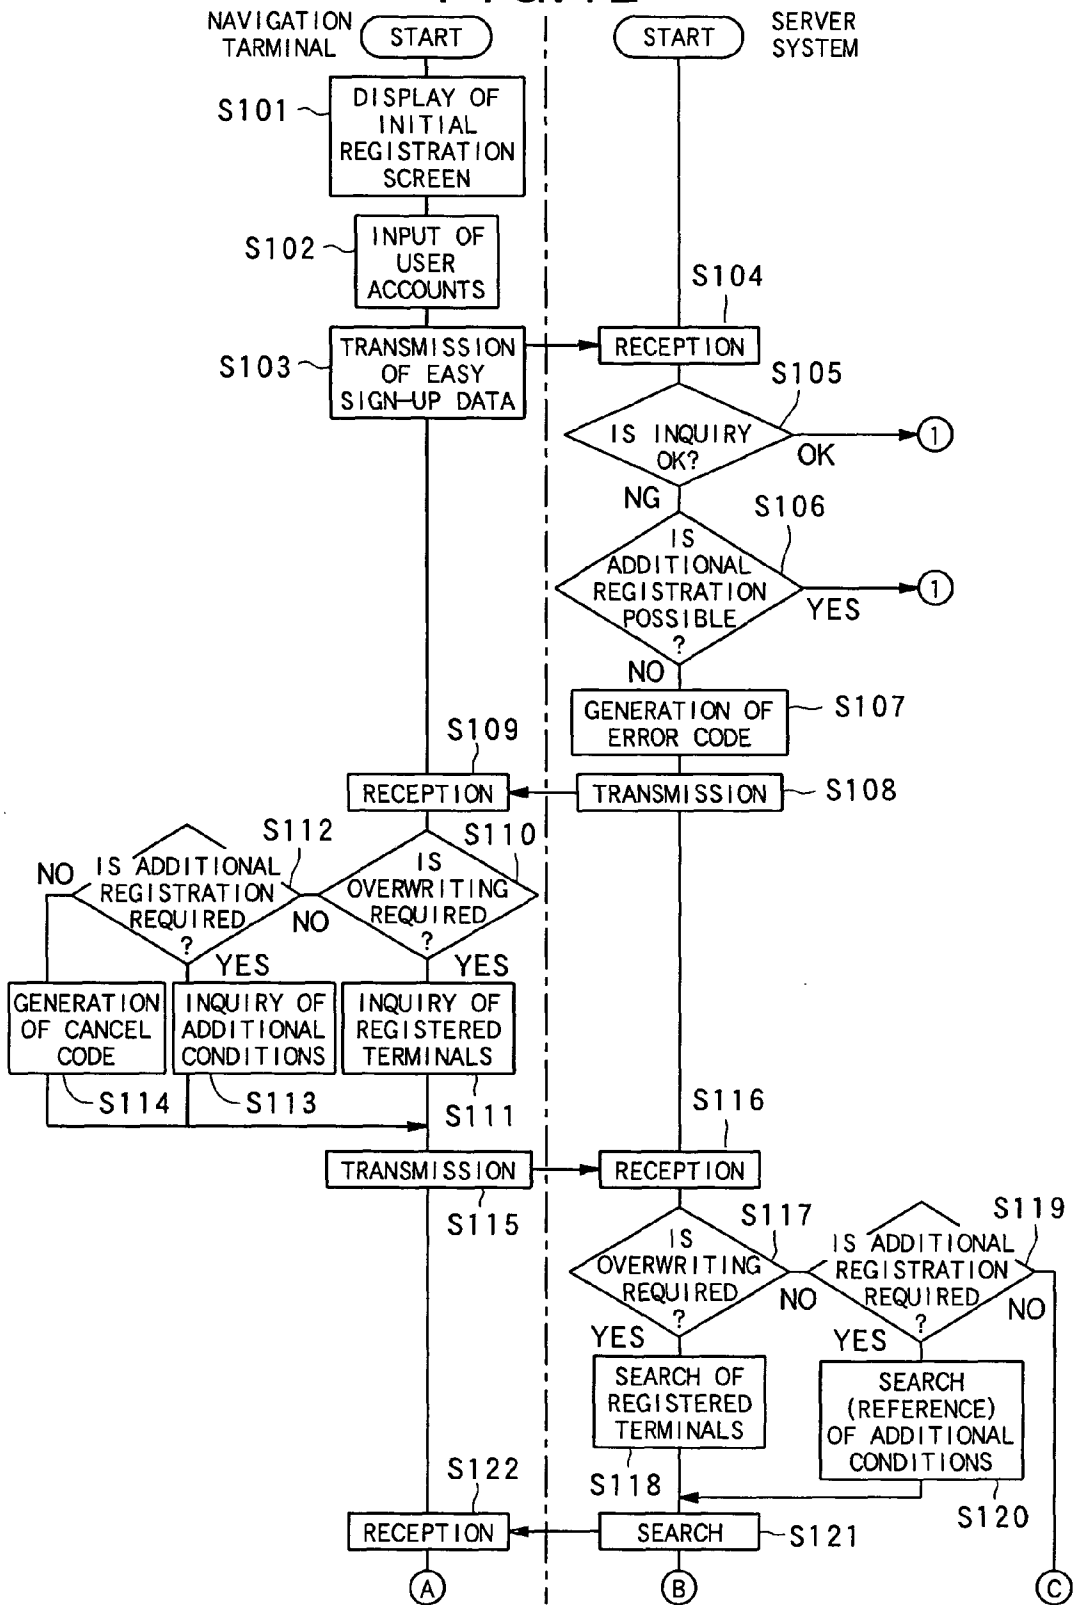 NAVIGATION
TARMINAL
START
START
SERVER
SYSTEM
S101
DISPLAY OF
INITIAL
REGISTRATION
SCREEN
S102
INPUT OF
USER
ACCOUNTS
S103
TRANSMISSION
OF EASY
SIGN-UP DATA
S104
RECEPTION
S105
IS INQUIRY
OK?
OK
1
NG
S106
IS
ADDITIONAL
REGISTRATION
POSSIBLE
?
YES
1
NO
GENERATION OF
ERROR CODE
S107
S109
RECEPTION
TRANSMISSION
S108
S112
S110
NO
IS ADDITIONAL
REGISTRATION
REQUIRED
?
NO
IS
OVERWRITING
REQUIRED
?
YES
YES
GENERATION
OF CANCEL
CODE
INQUIRY OF
ADDITIONAL
CONDITIONS
INQUIRY OF
REGISTERED
TERMINALS
S114
S113
S111
S116
TRANSMISSION
RECEPTION
S115
S117
S119
IS
OVERWRITING
REQUIRED
?
NO
IS ADDITIONAL
REGISTRATION
REQUIRED
?
NO
YES
YES
SEARCH OF
REGISTERED
TERMINALS
SEARCH
(REFERENCE)
OF ADDITIONAL
CONDITIONS
S118
S120
S122
RECEPTION
SEARCH
S121
A
B
C